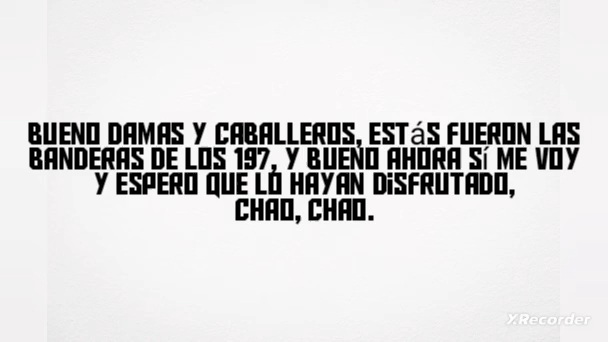 BUENO DAMAS Y CABALLEROS, ESTáS FUERON LAS
BANDERAS DE LOS 197, Y BUENO AHORA Sí ME VOY
Y ESPERO QUE LO HAYAN DiSFRUTADO,
CHAO, CHAO.
XRecorder